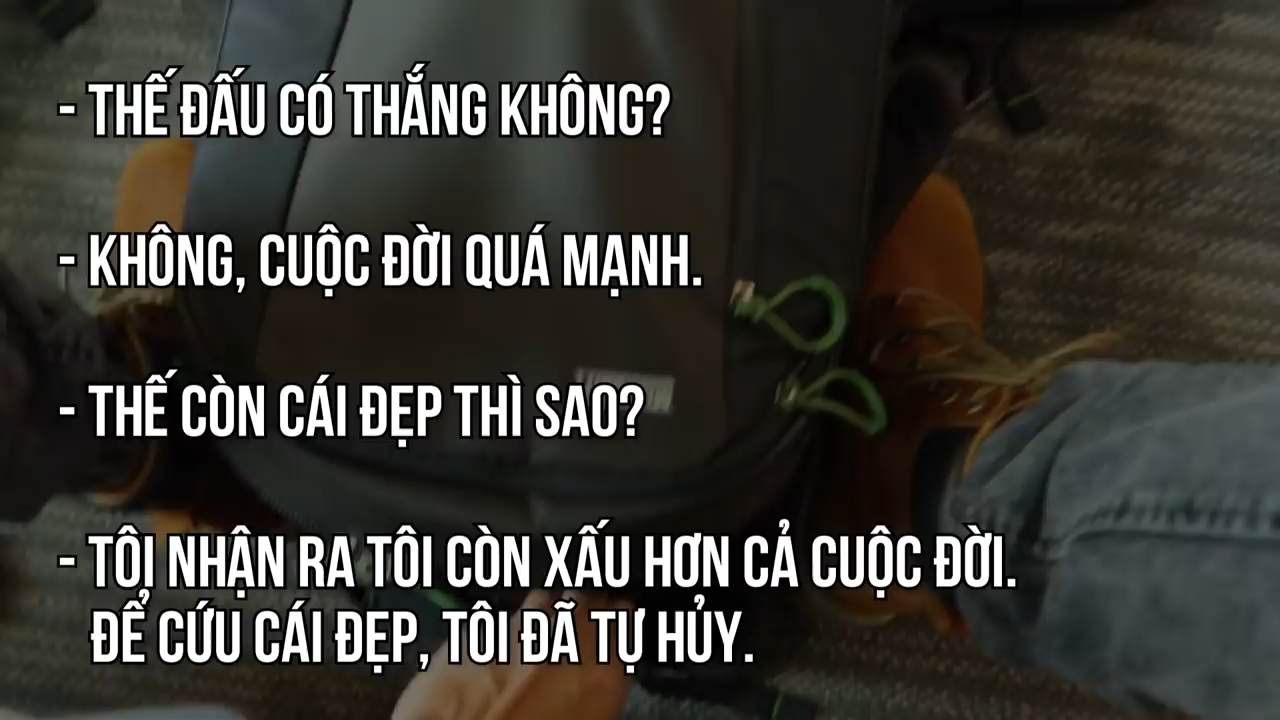 - THẾ ĐẤU CÓ THẮNG KHÔNG?
- KHÔNG, CUỘC ĐỜI QUÁ MẠNH.
- THẾ CÒN CÁI ĐẸP THÌ SAO?
- TÔI NHẬN RA TÔI CÒN XẤU HƠN CẢ CUỘC ĐỜI.
ĐỂ CỨU CÁI ĐẸP, TÔI ĐÃ TỰ HỦY.